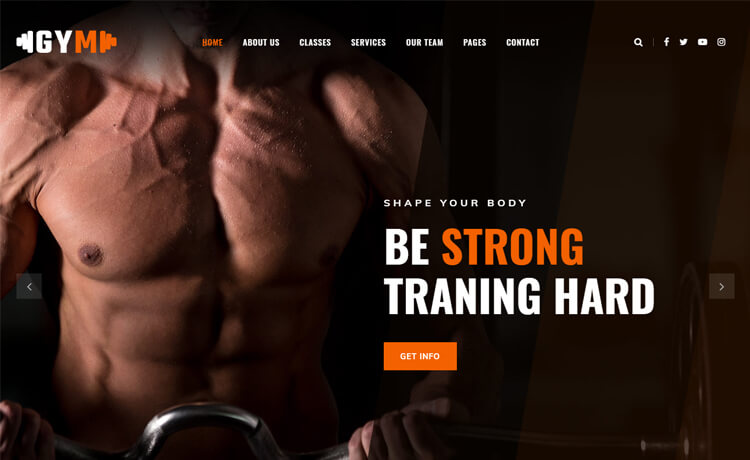 GYM
HOME ABOUT US CLASSES SERVICES OUR TEAM PAGES CONTACT
SHAPE YOUR BODY
BE STRONG
TRANING HARD
GET INFO